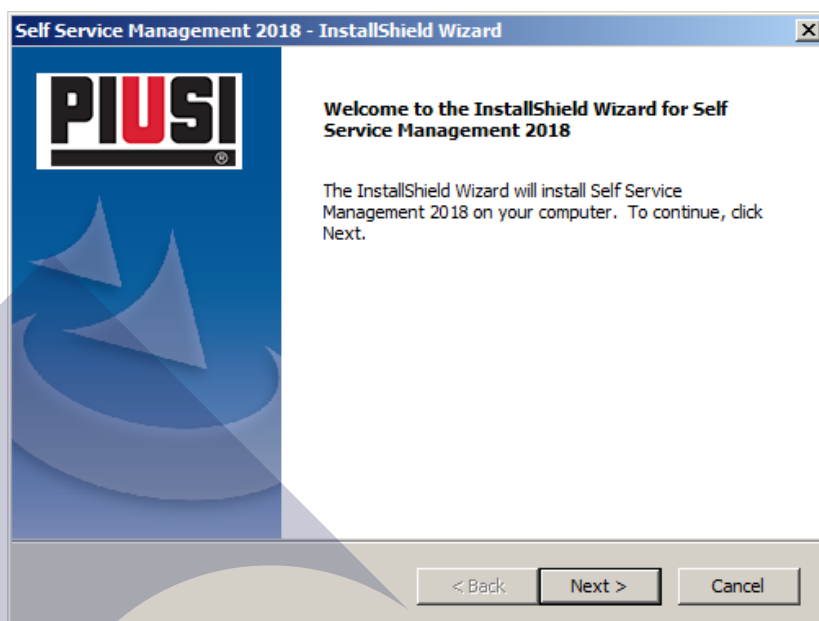 Self Service Management 2018 - InstallShield Wizard
PIUSI
®
Welcome to the InstallShield Wizard for Self
Service Management 2018
The InstallShield Wizard will install Self Service
Management 2018 on your computer. To continue, click
Next.
< Back
Next >
Cancel